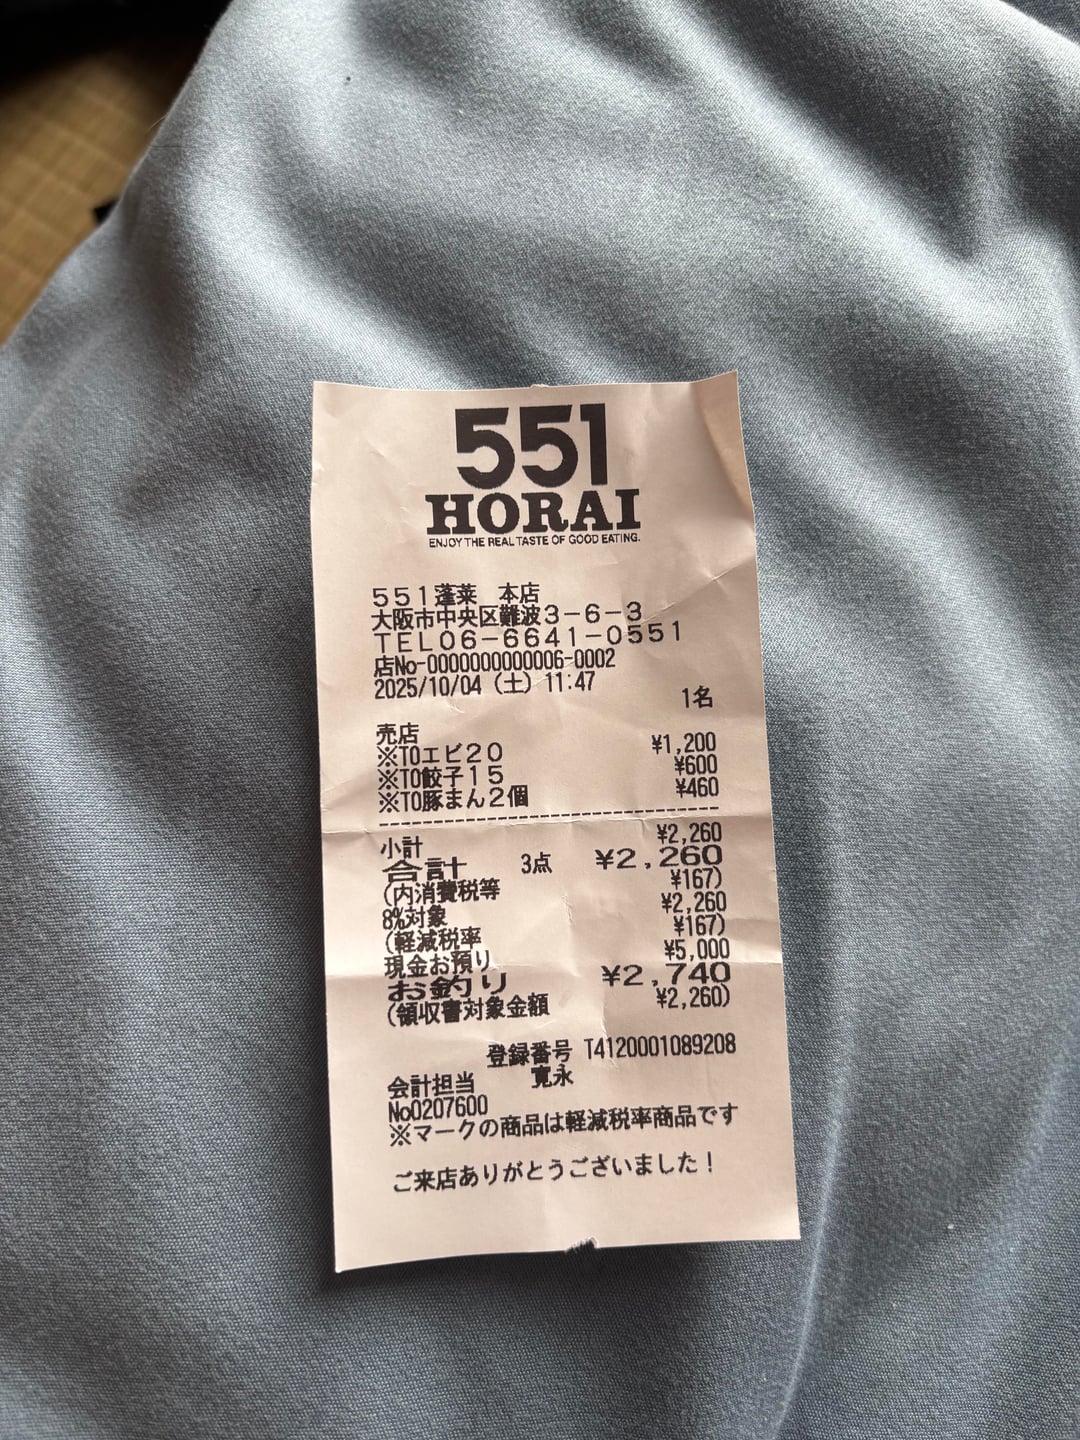 551
HORAI
ENJOY THE REAL TASTE OF GOOD EATING.
551蓬莱 本店
大阪市中央区難波3-6-3
TEL06-6641-0551
店No-0000000000006-0002
2025/10/04 (土) 11:47
1名
売店
※TOエビ20 ¥1,200
※TO餃子15 ¥600
※TO豚まん2個 ¥460
小計 ¥2,260
合計 3点 ¥2,260
(内消費税等 ¥167)
8%対象 ¥2,260
(軽減税率 ¥167)
現金お預り ¥5,000
お釣り ¥2,740
(領収書対象金額 ¥2,260)
登録番号 T4120001089208
会計担当 寛永
No0207600
※マークの商品は軽減税率商品です
ご来店ありがとうございました!